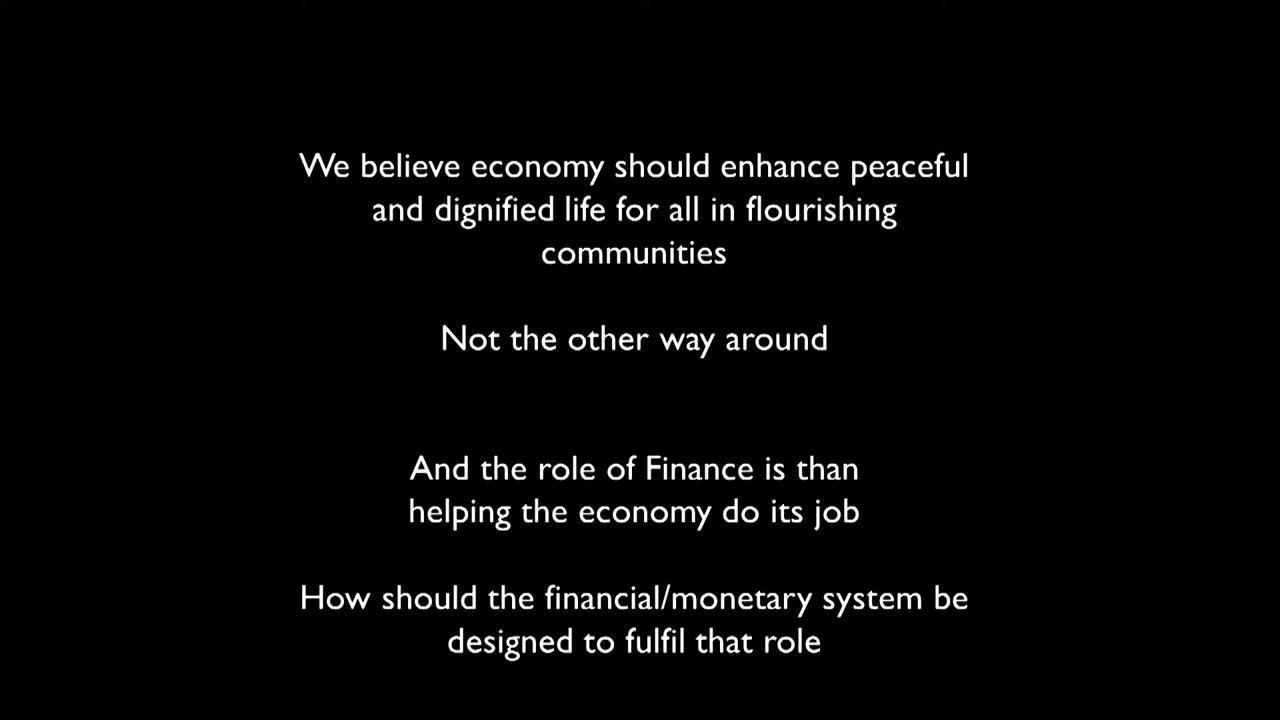 We believe economy should enhance peaceful
and dignified life for all in flourishing
communities
Not the other way around
And the role of Finance is than
helping the economy do its job
How should the financial/monetary system be
designed to fulfil that role